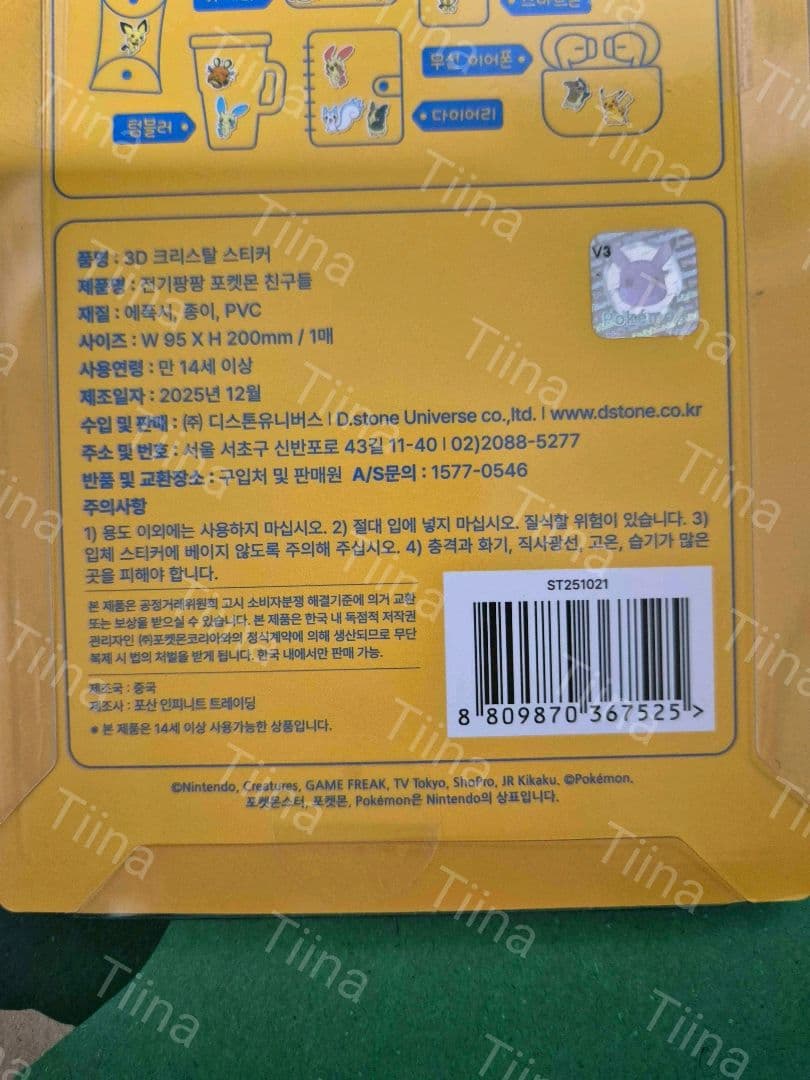 무선 이어폰
텀블러
다이어리
품명 : 3D 크리스탈 스티커
제품명 : 전기팡팡 포켓몬 친구들
재질 : 에폭시, 종이, PVC
사이즈 : W 95 X H 200mm / 1매
사용연령 : 만 14세 이상
제조일자 : 2025년 12월
수입 및 판매 : (주) 디스톤유니버스 I D.stone Universe co.,ltd. I www.dstone.co.kr
주소 및 번호 : 서울 서초구 신반포로 43길 11-40 I 02)2088-5277
반품 및 교환장소 : 구입처 및 판매원 A/S문의 : 1577-0546
주의사항
1) 용도 이외에는 사용하지 마십시오. 2) 절대 입에 넣지 마십시오. 질식할 위험이 있습니다. 3)
입체 스티커에 베이지 않도록 주의해 주십시오. 4) 충격과 화기, 직사광선, 고온, 습기가 많은
곳을 피해야 합니다.
본 제품은 공정거래위원회 고시 소비자분쟁 해결기준에 의거 교환
또는 보상을 받으실 수 있습니다. 본 제품은 한국 내 독점적 저작권
관리자인 ㈜포켓몬코리아와의 정식계약에 의해 생산되므로 무단
복제 시 법의 처벌을 받게 됩니다. 한국 내에서만 판매 가능.
제조국 : 중국
제조사 : 포산 인피니트 트레이딩
* 본 제품은 14세 이상 사용가능한 상품입니다.
V3
Pokémon
ST251021
8 809870 367525 >
©Nintendo, Creatures, GAME FREAK, TV Tokyo, ShoPro, JR Kikaku. ©Pokémon.
포켓몬스터, 포켓몬, Pokémon은 Nintendo의 상표입니다.
Tiina